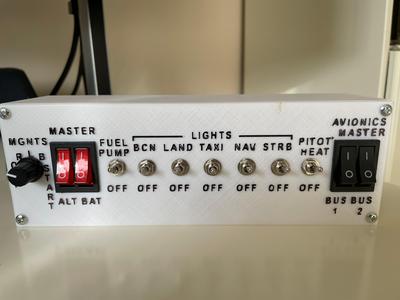 MGNTS
R L B
START
MASTER
ALT BAT
FUEL
PUMP
OFF
LIGHTS
BCN LAND TAXI NAV STRB
OFF OFF OFF OFF OFF
PITOT
HEAT
OFF
AVIONICS
MASTER
BUS BUS
1 2